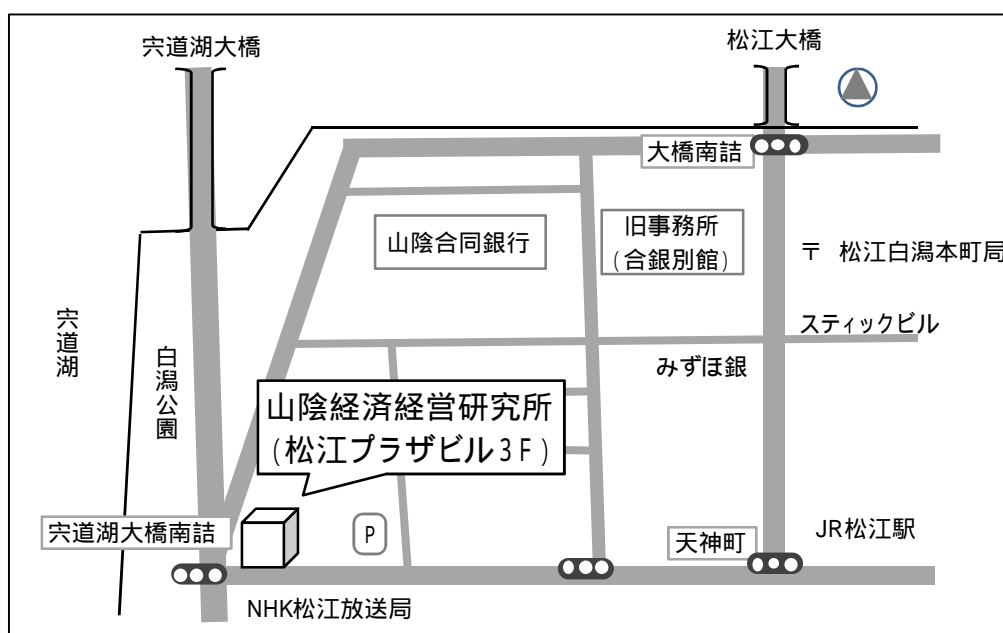 宍道湖大橋
松江大橋
大橋南詰
山陰合同銀行
旧事務所
(合銀別館)
〒 松江白潟本町局
宍道湖
白潟公園
スティックビル
みずほ銀
山陰経済経営研究所
(松江プラザビル3F)
宍道湖大橋南詰
P
天神町
JR松江駅
NHK松江放送局